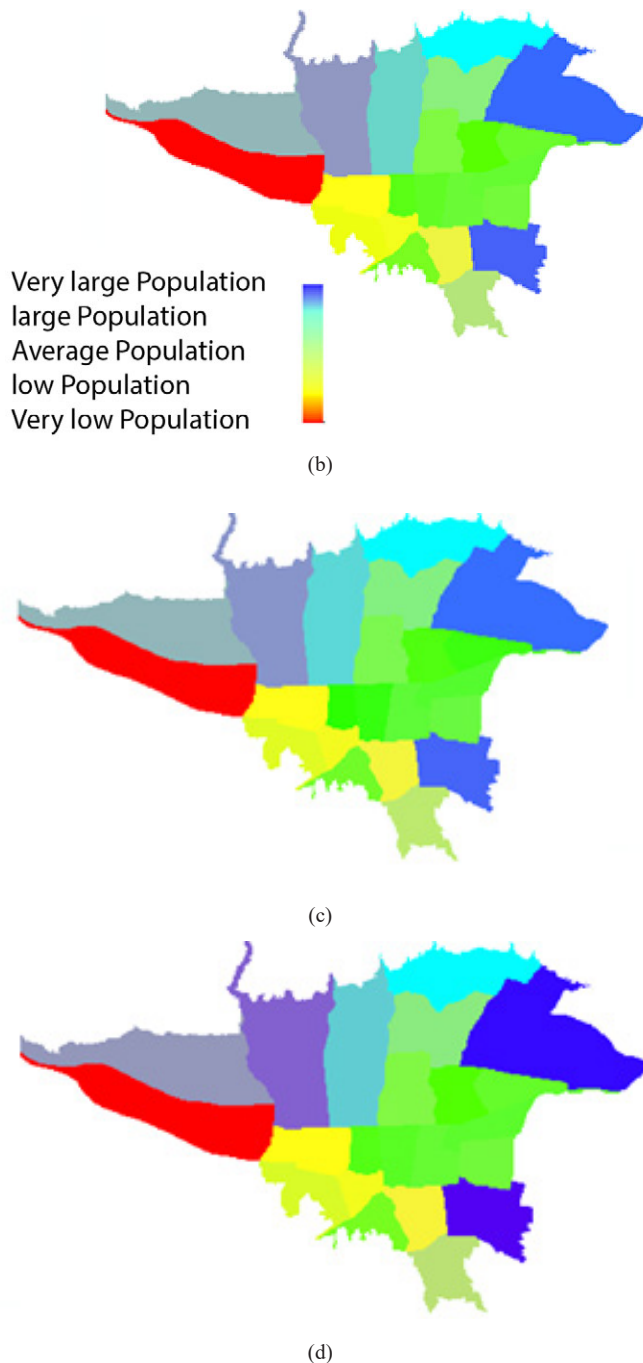 Very large Population
large Population
Average Population
low Population
Very low Population
(b)
(c)
(d)